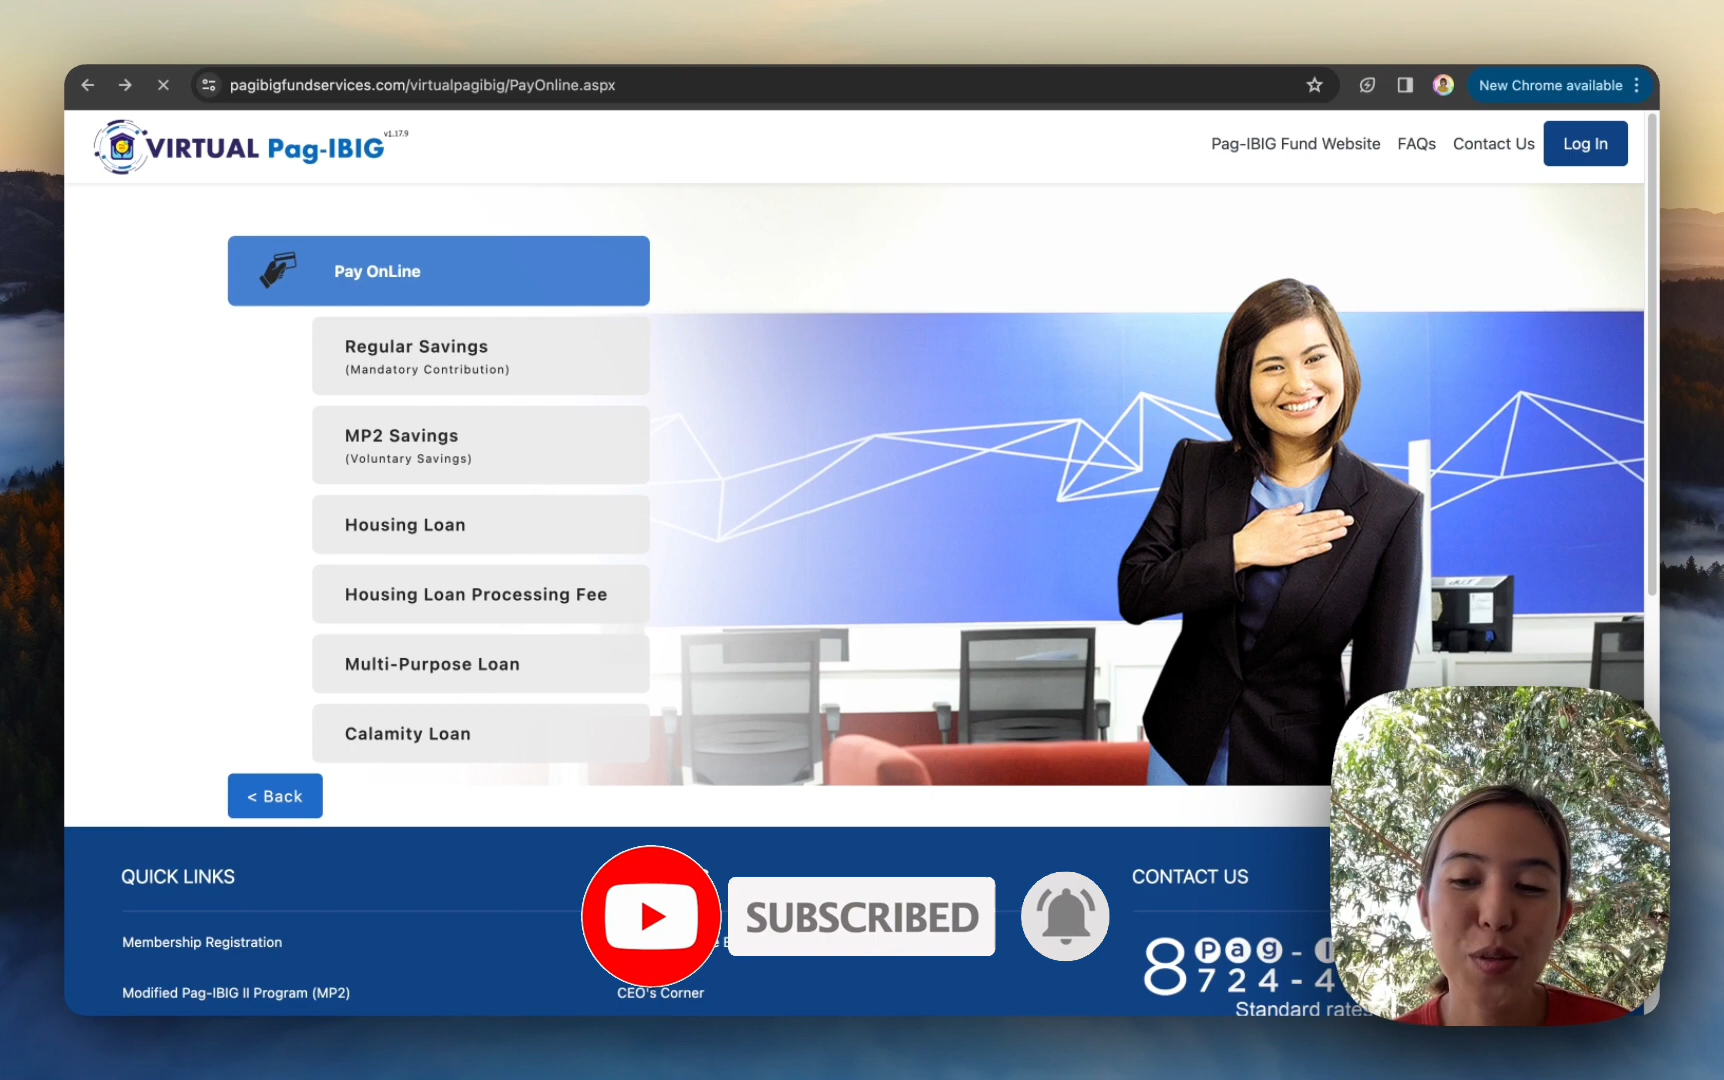 pagibigfundservices.com/virtualpagibig/PayOnline.aspx
New Chrome available
VIRTUAL Pag-IBIG v1.17.9
Pag-IBIG Fund Website
FAQs
Contact Us
Log In
Pay OnLine
Regular Savings
(Mandatory Contribution)
MP2 Savings
(Voluntary Savings)
Housing Loan
Housing Loan Processing Fee
Multi-Purpose Loan
Calamity Loan
< Back
QUICK LINKS
CONTACT US
SUBSCRIBED
Membership Registration
8 Pag-I
724-4
Modified Pag-IBIG II Program (MP2)
CEO's Corner
Standard rates